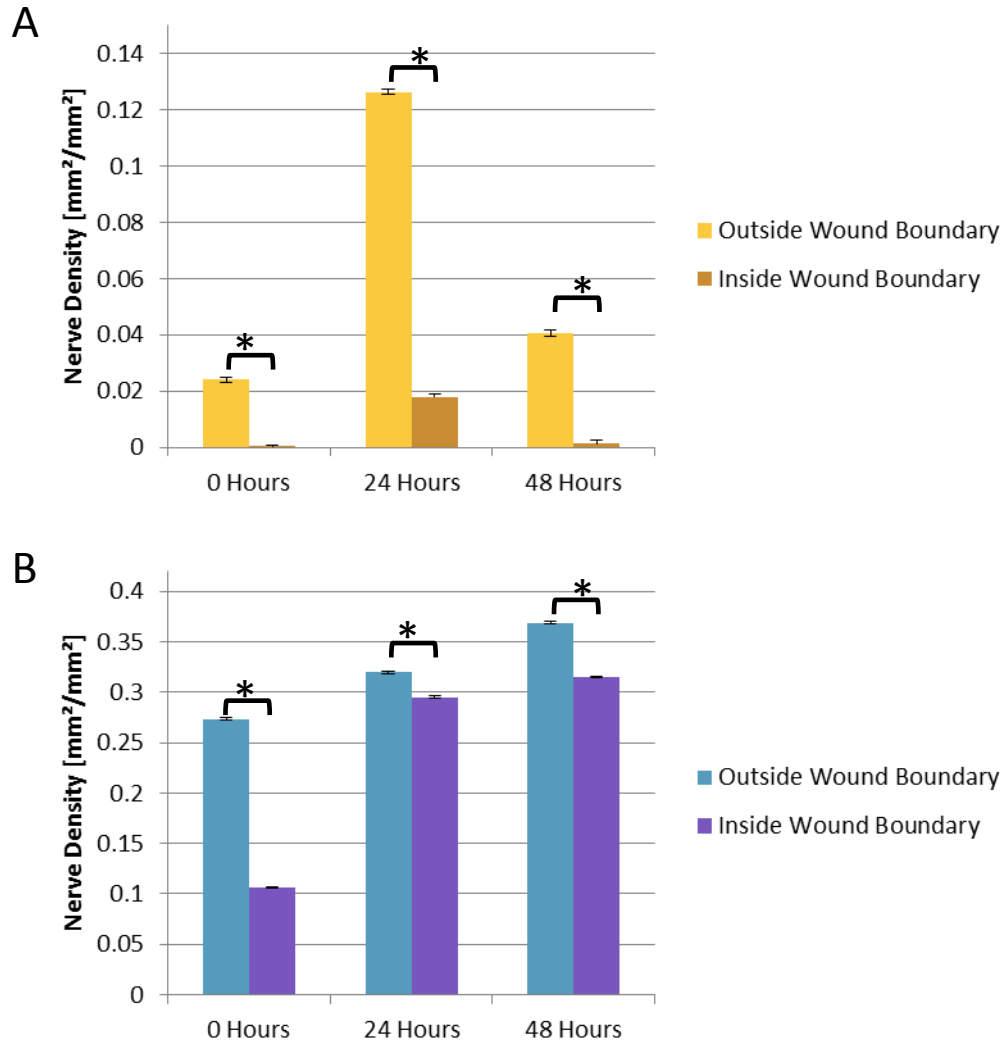 A
Nerve Density [mm²/mm²]
0.14
0.12
0.1
0.08
0.06
0.04
0.02
0
*
*
*
0 Hours
24 Hours
48 Hours
Outside Wound Boundary
Inside Wound Boundary
B
Nerve Density [mm²/mm²]
0.4
0.35
0.3
0.25
0.2
0.15
0.1
0.05
0
*
*
*
0 Hours
24 Hours
48 Hours
Outside Wound Boundary
Inside Wound Boundary